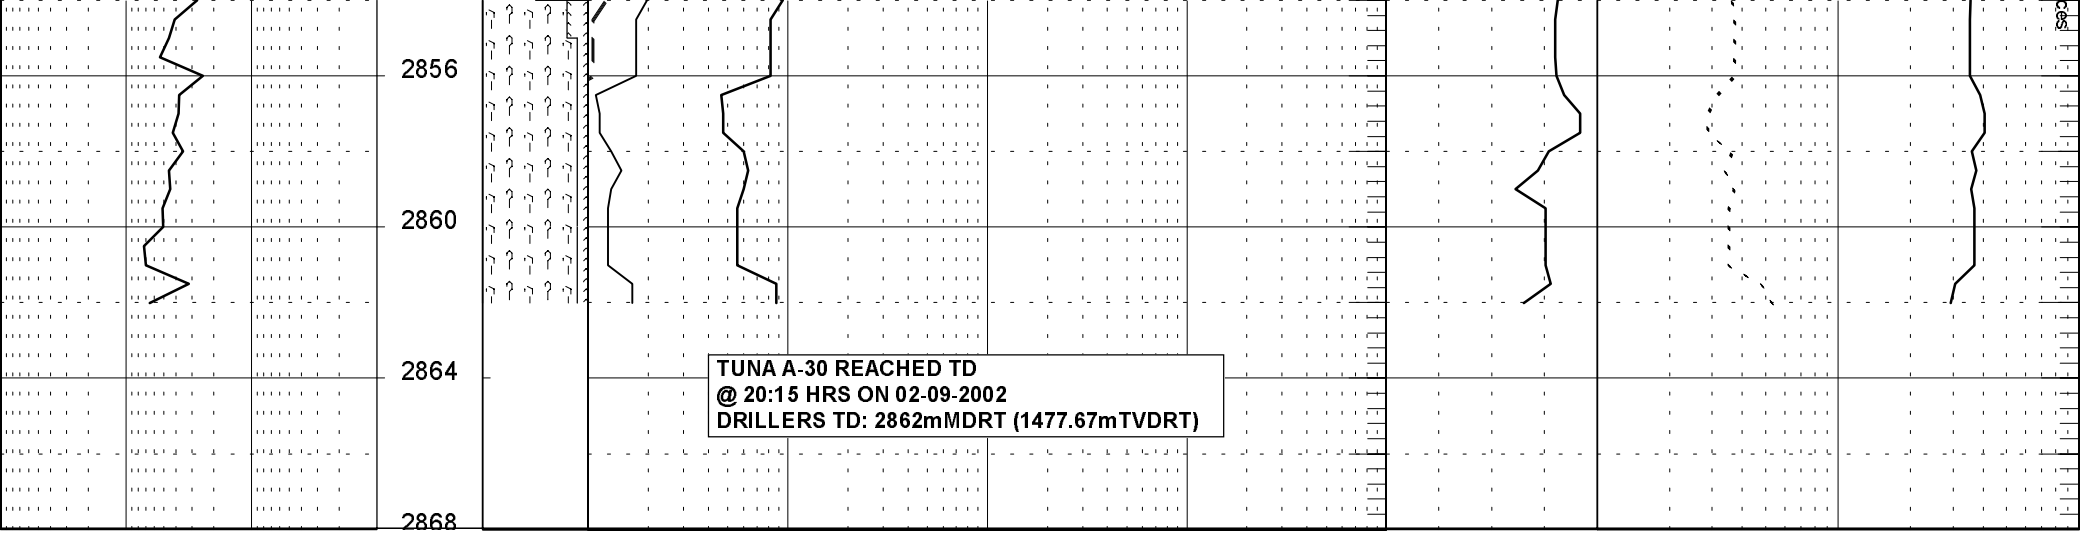 ces
2856
2860
2864
TUNA A-30 REACHED TD
@ 20:15 HRS ON 02-09-2002
DRILLERS TD: 2862mMDRT (1477.67mTVDRT)
2868